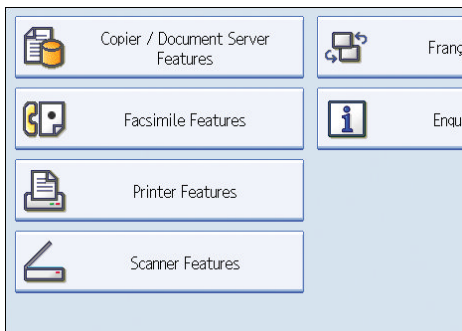 Copier / Document Server
Features
Facsimile Features
Printer Features
Scanner Features